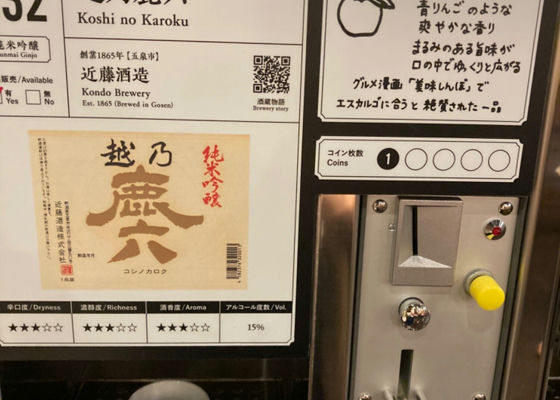 32
Koshi no Karoku
純米吟醸
Junmai Ginjo
創業1865年【五泉市】
近藤酒造
Kondo Brewery
Est. 1865 (Brewed in Gosen)
酒蔵物語
Brewery story
販売/Available
有
Yes
無
No
越乃
鹿六
純米吟醸
コシノカロク
近藤酒造株式会社
製造年月
辛口度/Dryness
★★★☆☆
濃醇度/Richness
★★★☆☆
酒香度/Aroma
★★★☆☆
アルコール度数/Vol.
15%
青りんごのような
爽やかな香り
まるみのある旨味が
口の中でゆっくりと広がる
グルメ漫画「美味しんぼ」で
エスカルゴに合うと絶賛された一品
コイン枚数
Coins
1